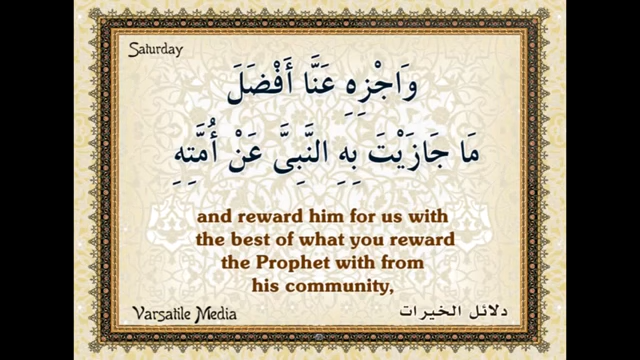 Saturday
وَاجْزِهِ عَنَّا أَفْضَلَ
مَا جَازَيْتَ بِهِ النَّبِىَّ عَنْ أُمَّتِهِ
and reward him for us with
the best of what you reward
the Prophet with from
his community,
Varsatile Media
دلائل الخيرات